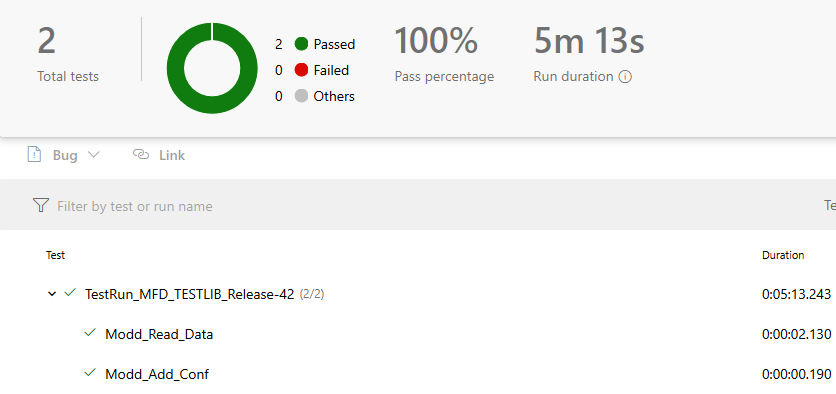 2
Total tests
2 Passed
0 Failed
0 Others
100%
Pass percentage
5m 13s
Run duration
Bug
Link
Filter by test or run name
Te
Test Duration
TestRun_MFD_TESTLIB_Release-42 (2/2) 0:05:13.243
Modd_Read_Data 0:00:02.130
Modd_Add_Conf 0:00:00.190